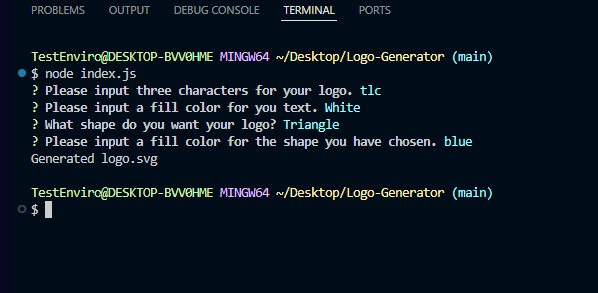 PROBLEMS OUTPUT DEBUG CONSOLE TERMINAL PORTS
TestEnviro@DESKTOP-BVV0HME MINGW64 ~/Desktop/Logo-Generator (main)
$ node index.js
? Please input three characters for your logo. tlc
? Please input a fill color for you text. White
? What shape do you want your logo? Triangle
? Please input a fill color for the shape you have chosen. blue
Generated logo.svg
TestEnviro@DESKTOP-BVV0HME MINGW64 ~/Desktop/Logo-Generator (main)
$